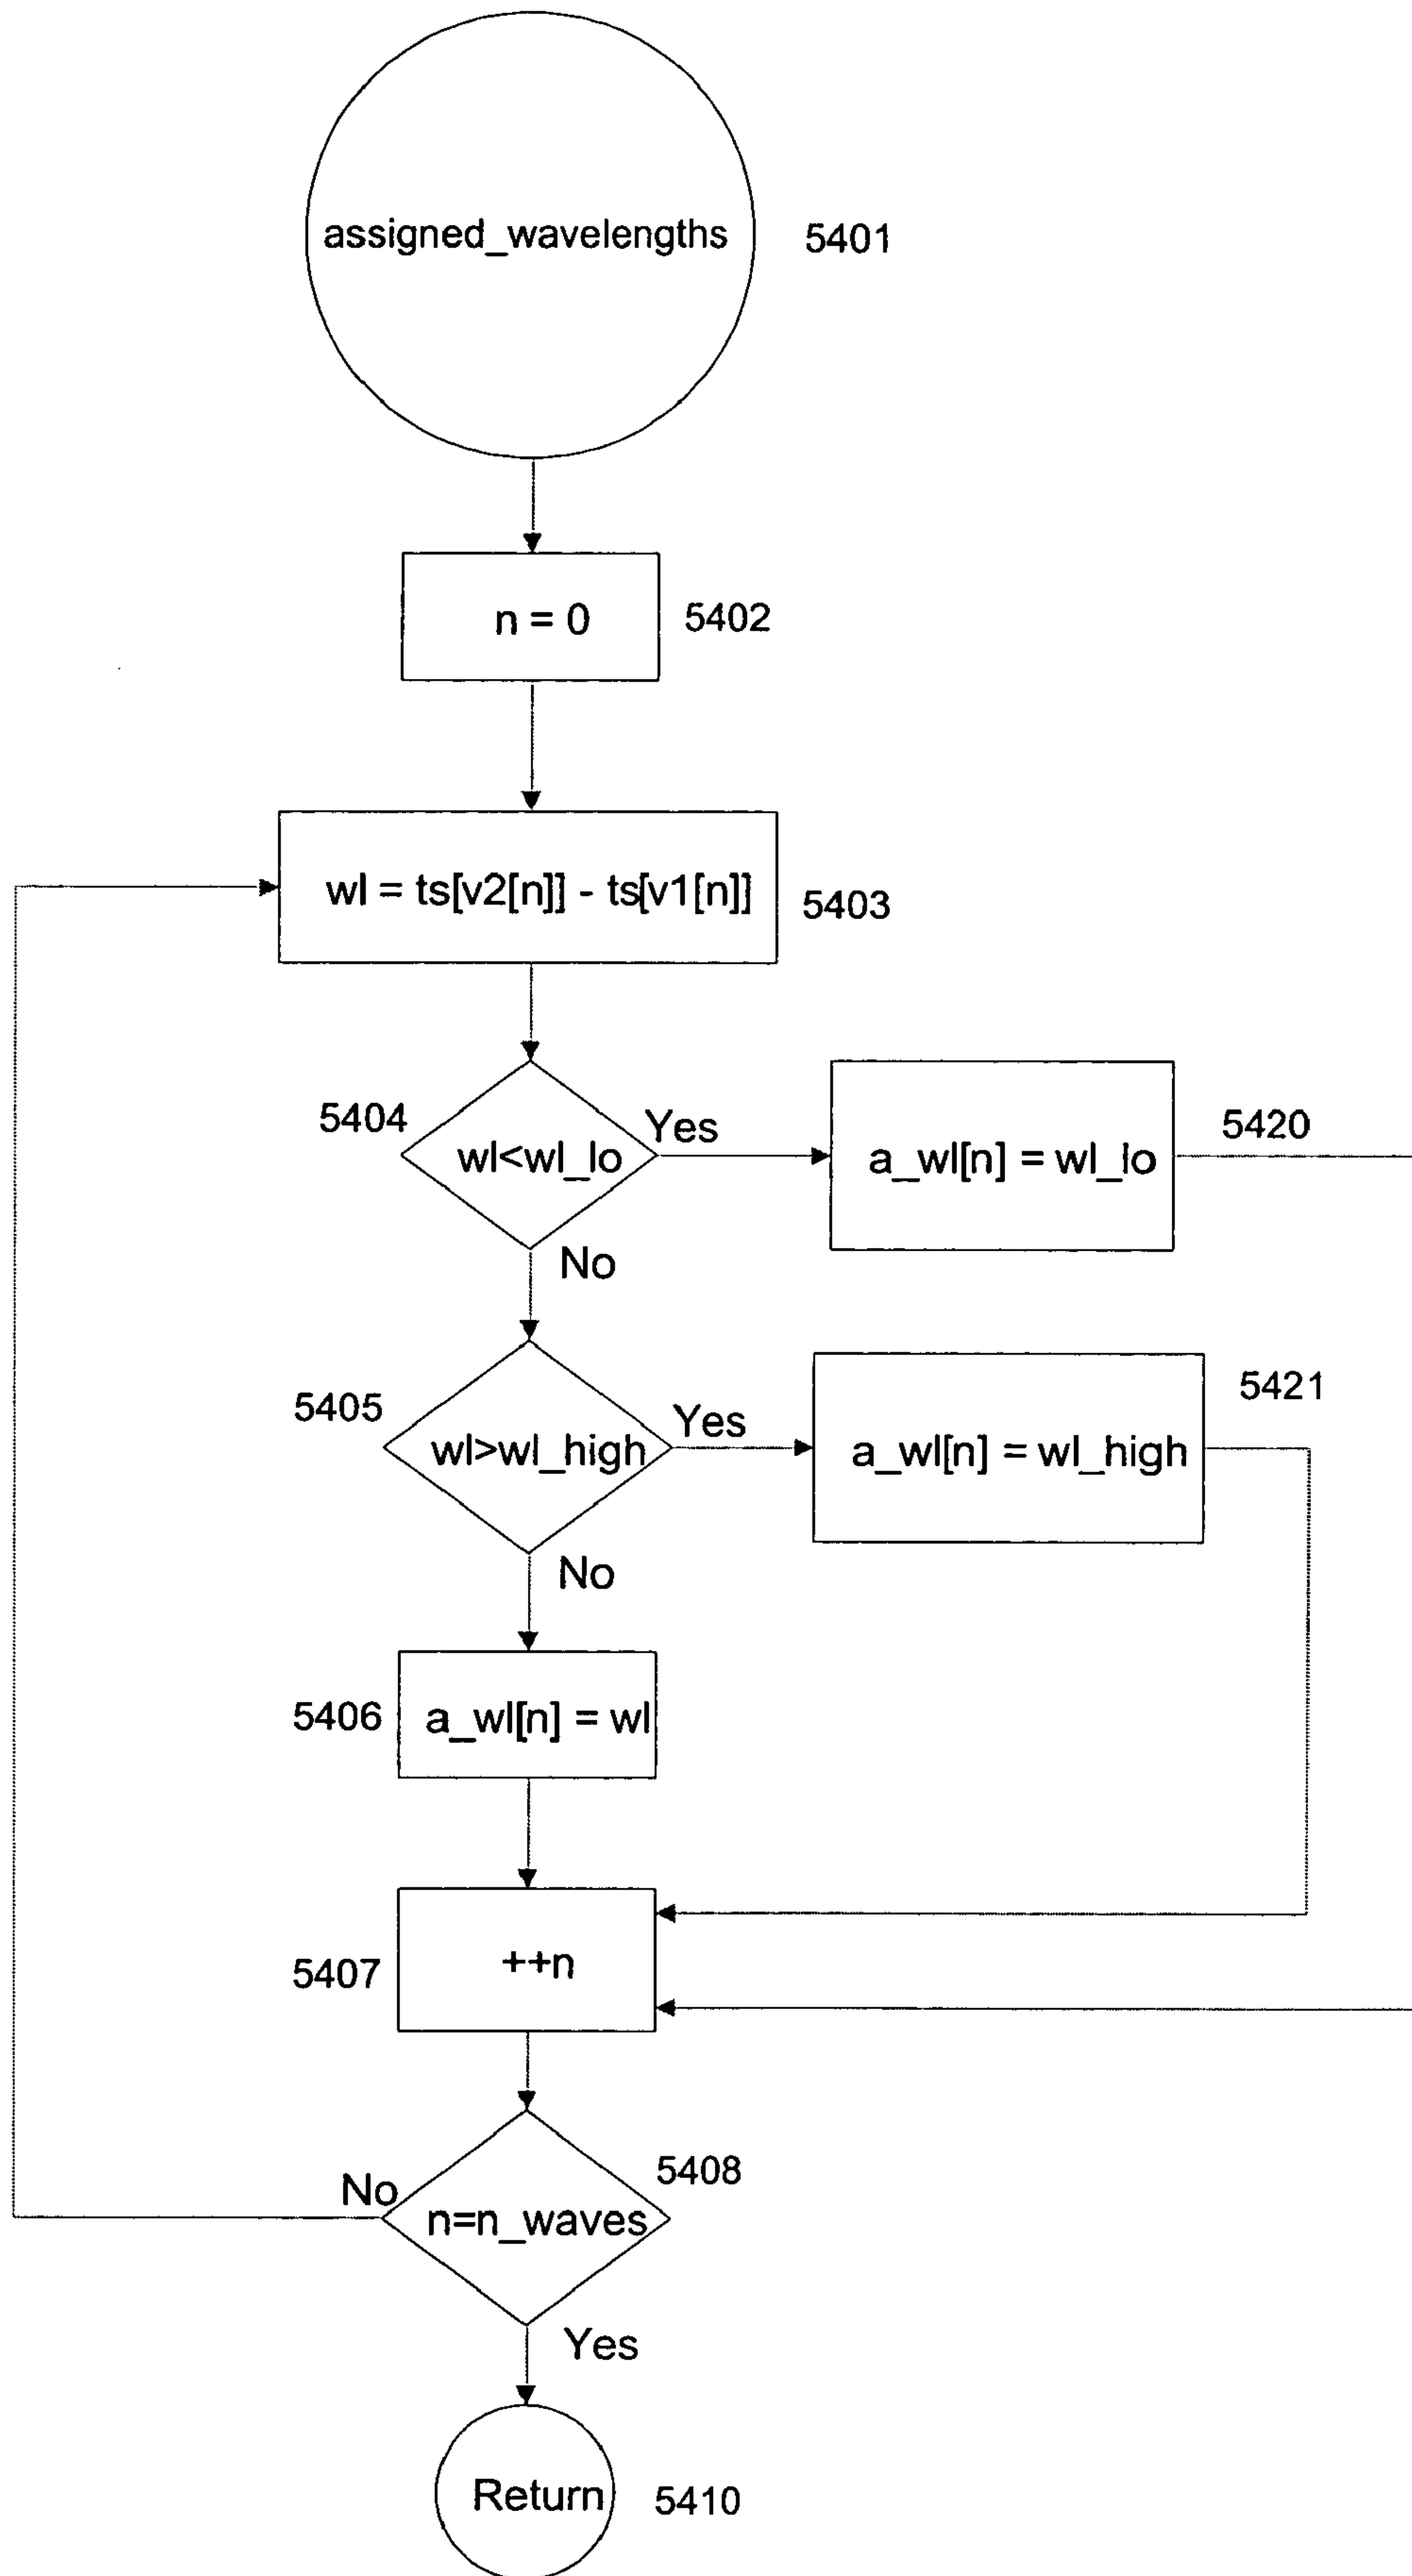 assigned_wavelengths
5401
n = 0
5402
wl = ts[v2[n]] - ts[v1[n]]
5403
5404
wl<wl_lo
Yes
a_wl[n] = wl_lo
5420
No
5405
wl>wl_high
Yes
a_wl[n] = wl_high
5421
No
5406
a_wl[n] = wl
5407
++n
5408
No
n=n_waves
Yes
Return
5410